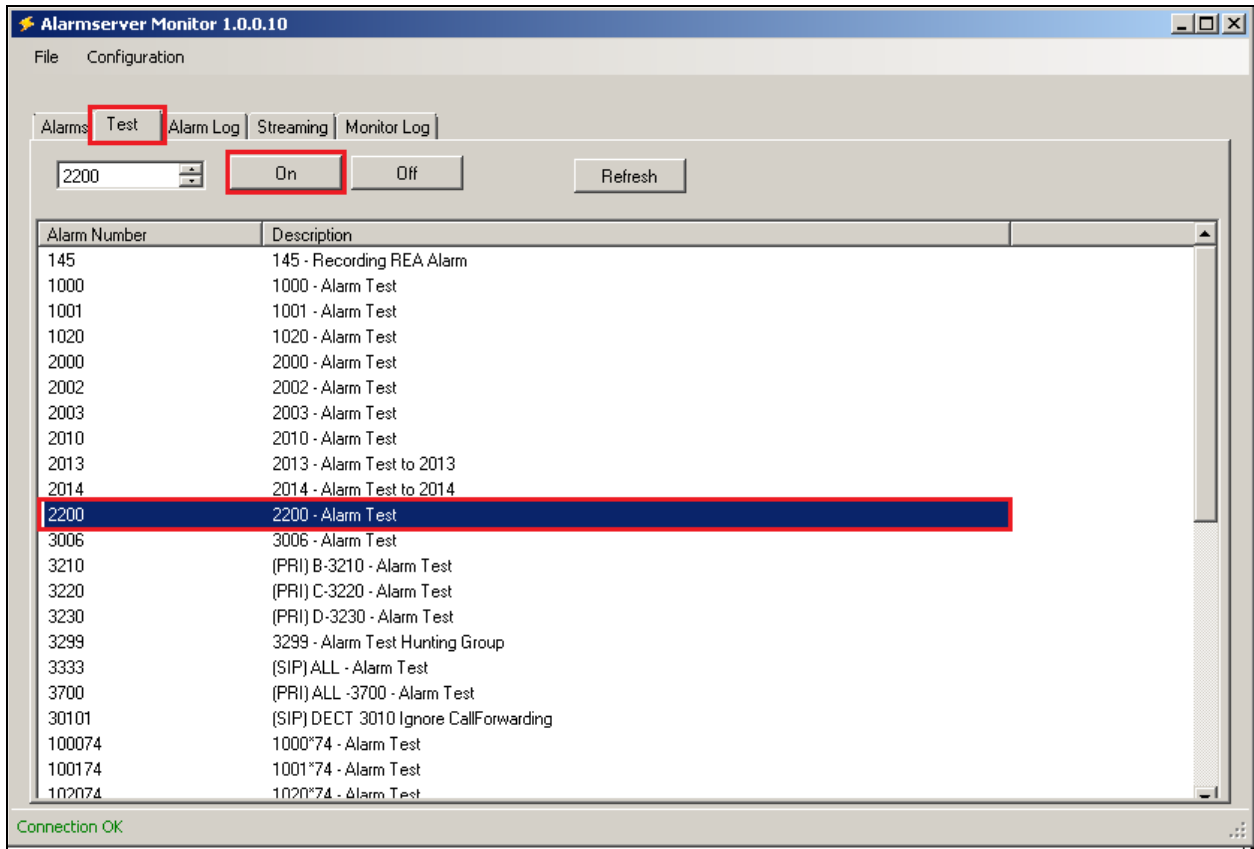 Alarmserver Monitor 1.0.0.10
File Configuration
Alarms Test Alarm Log Streaming Monitor Log
2200 On Off Refresh
Alarm Number Description
145 145 - Recording REA Alarm
1000 1000 - Alarm Test
1001 1001 - Alarm Test
1020 1020 - Alarm Test
2000 2000 - Alarm Test
2002 2002 - Alarm Test
2003 2003 - Alarm Test
2010 2010 - Alarm Test
2013 2013 - Alarm Test to 2013
2014 2014 - Alarm Test to 2014
2200 2200 - Alarm Test
3006 3006 - Alarm Test
3210 (PRI) B-3210 - Alarm Test
3220 (PRI) C-3220 - Alarm Test
3230 (PRI) D-3230 - Alarm Test
3299 3299 - Alarm Test Hunting Group
3333 (SIP) ALL - Alarm Test
3700 (PRI) ALL -3700 - Alarm Test
30101 (SIP) DECT 3010 Ignore CallForwarding
100074 1000*74 - Alarm Test
100174 1001*74 - Alarm Test
102074 1020*74 - Alarm Test
Connection OK